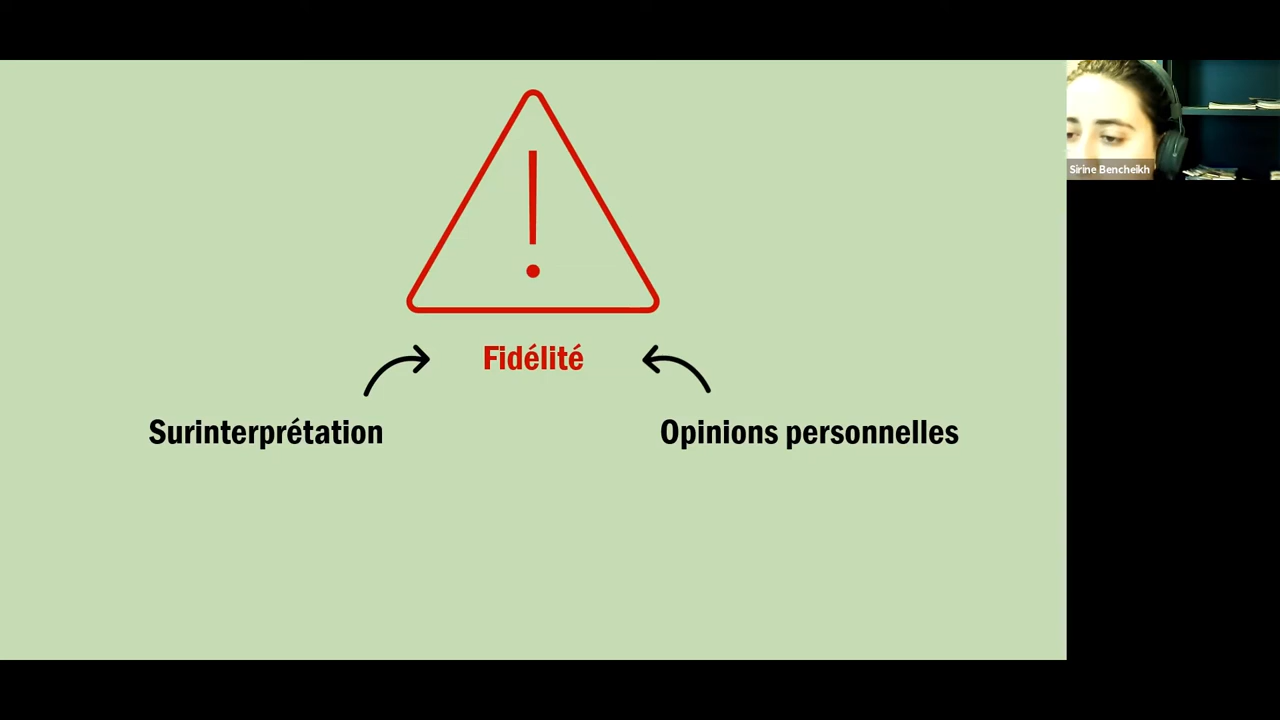 Sirine Bencheikh
!
Fidélité
Surinterprétation
Opinions personnelles